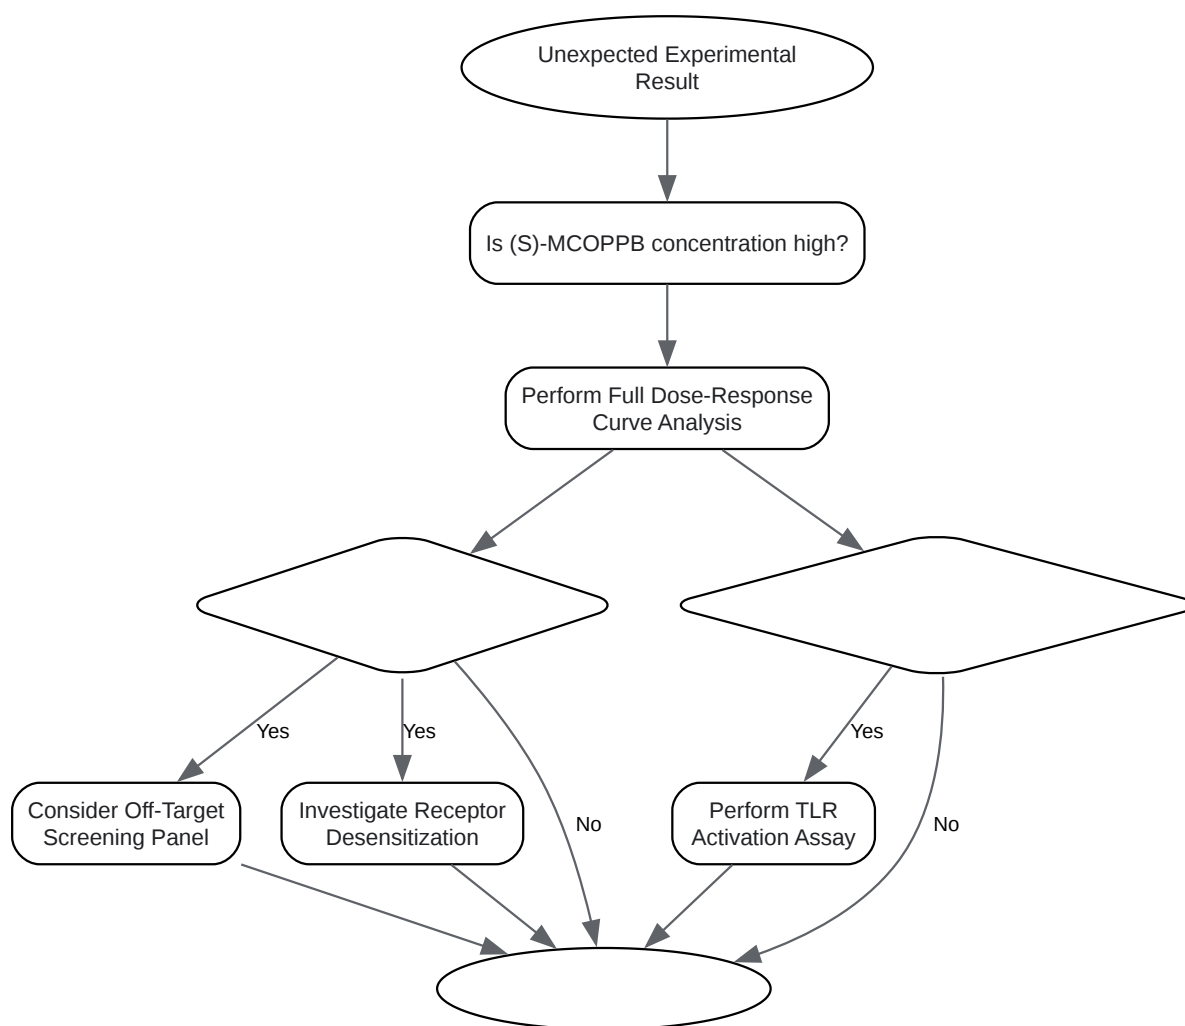 Unexpected Experimental
Result
Is (S)-MCOPPB concentration high?
Perform Full Dose-Response
Curve Analysis
Yes
Yes
Yes
Consider Off-Target
Screening Panel
Investigate Receptor
Desensitization
No
Perform TLR
Activation Assay
No